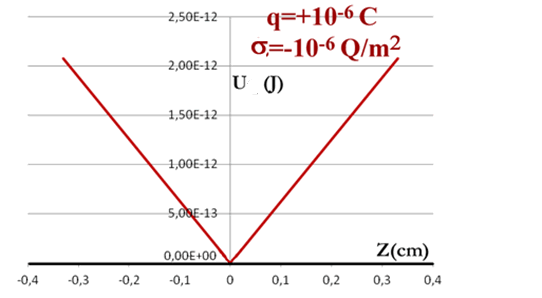 q=+10-6 C
σ=-10-6 Q/m2
2,50E-12
2,00E-12
U (J)
1,50E-12
1,00E-12
5,00E-13
0,00E+00
Z(cm)
-0,4 -0,3 -0,2 -0,1 0 0,1 0,2 0,3 0,4